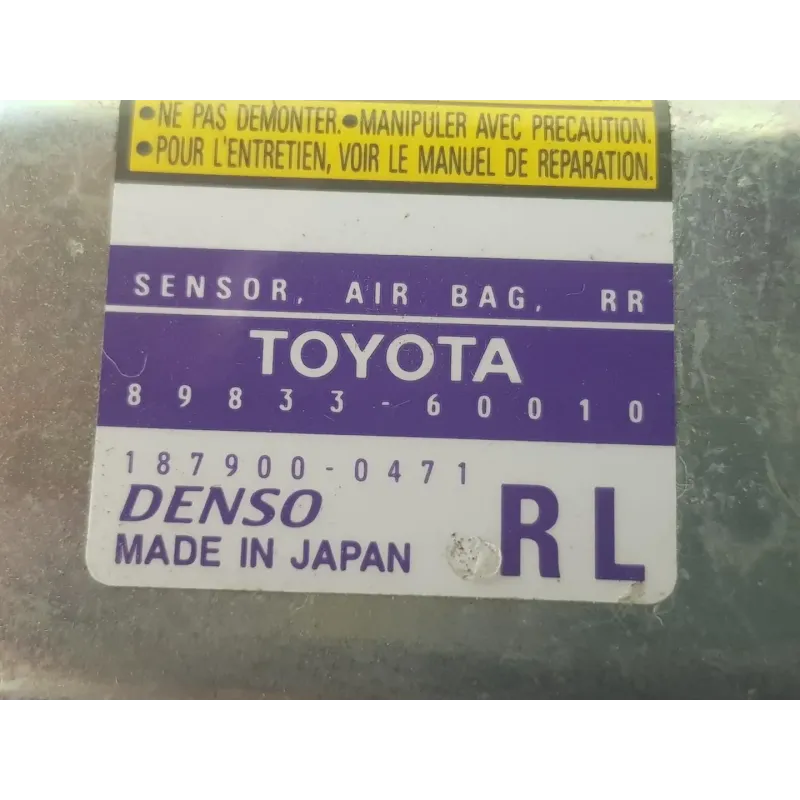 •NE PAS DEMONTER.•MANIPULER AVEC PRECAUTION.
•POUR L'ENTRETIEN, VOIR LE MANUEL DE REPARATION.
SENSOR, AIR BAG, RR
TOYOTA
89833-60010
187900-0471
DENSO
MADE IN JAPAN
RL